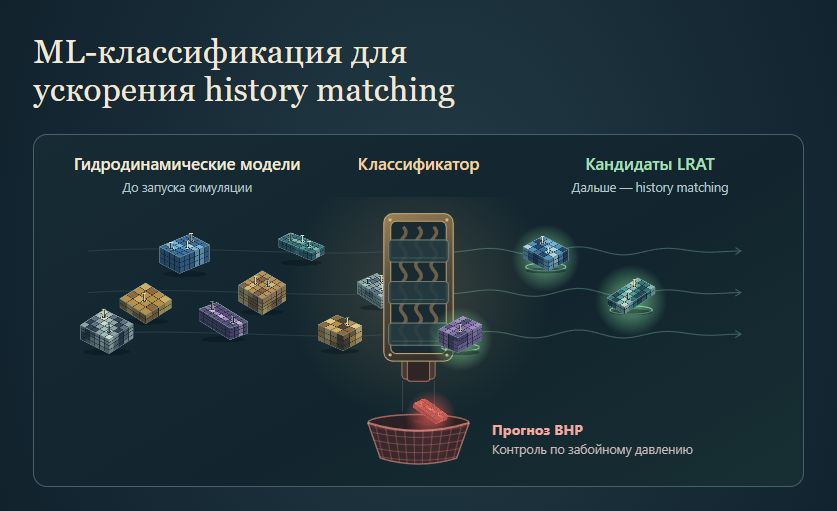 ML-классификация для
ускорения history matching
Гидродинамические модели
До запуска симуляции
Классификатор
Кандидаты LRAT
Дальше — history matching
Прогноз BHP
Контроль по забойному давлению